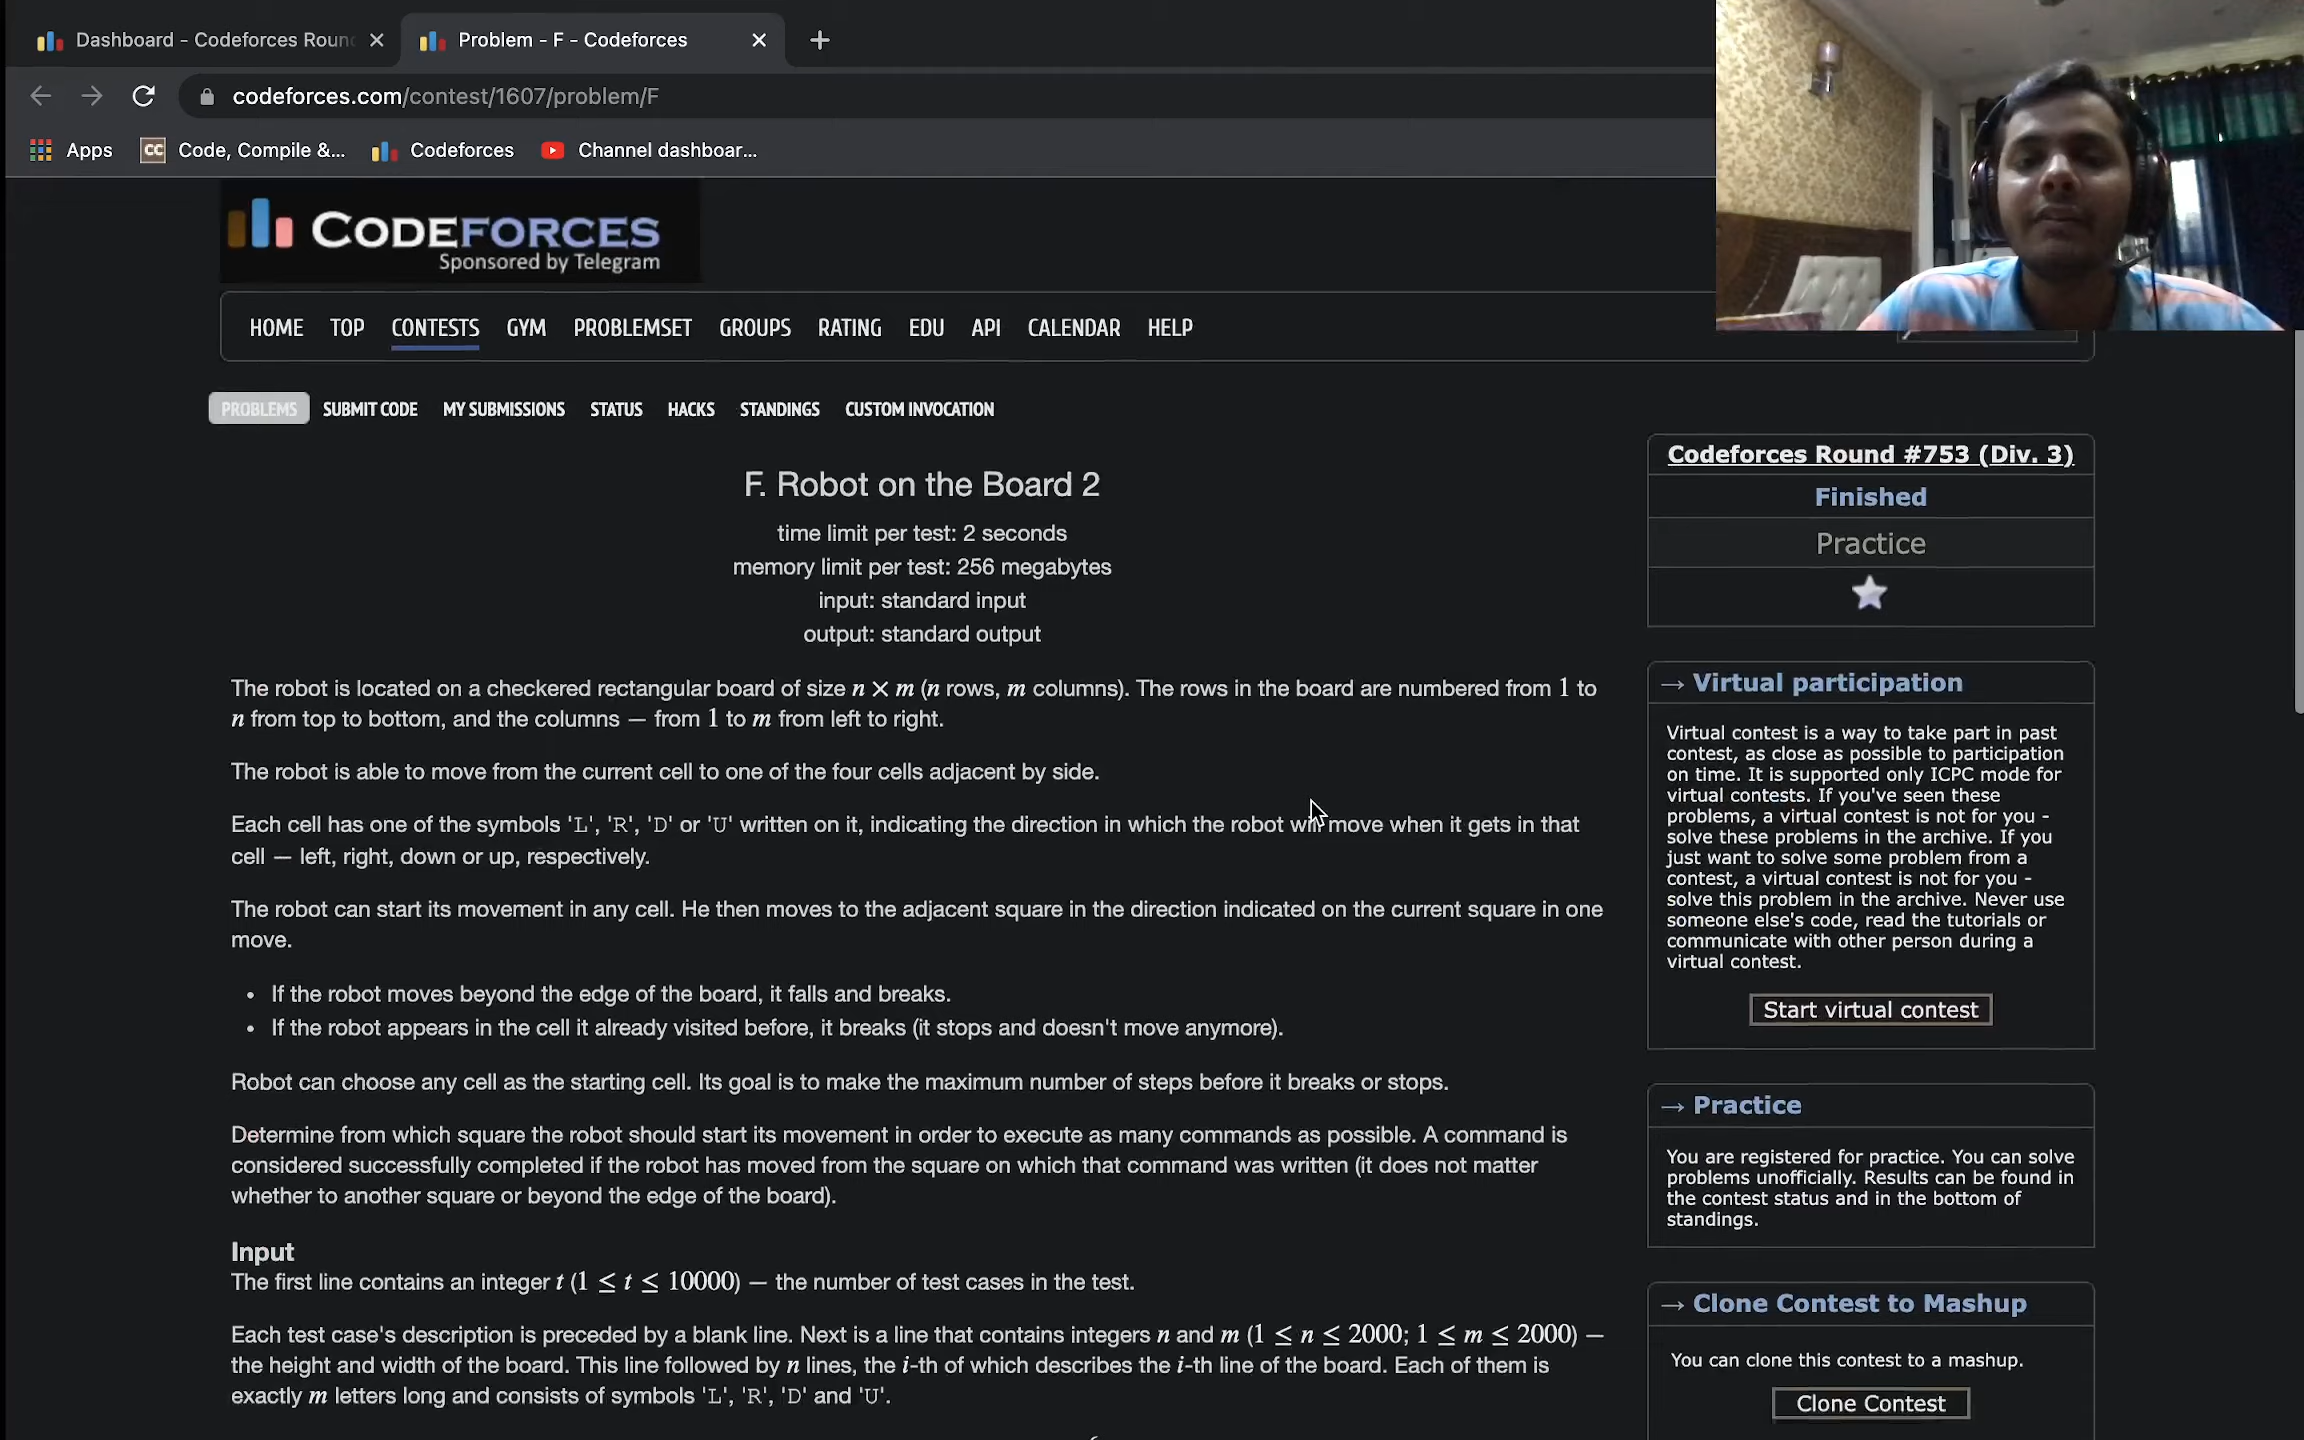 Dashboard - Codeforces Roun
Problem - F - Codeforces
codeforces.com/contest/1607/problem/F
Apps
CC
Code, Compile &...
Codeforces
Channel dashboar...
CODEFORCES
Sponsored by Telegram
HOME TOP CONTESTS GYM PROBLEMSET GROUPS RATING EDU API CALENDAR HELP
PROBLEMS SUBMIT CODE MY SUBMISSIONS STATUS HACKS STANDINGS CUSTOM INVOCATION
F. Robot on the Board 2
time limit per test: 2 seconds
memory limit per test: 256 megabytes
input: standard input
output: standard output
The robot is located on a checkered rectangular board of size n × m (n rows, m columns). The rows in the board are numbered from 1 to
n from top to bottom, and the columns — from 1 to m from left to right.
The robot is able to move from the current cell to one of the four cells adjacent by side.
Each cell has one of the symbols 'L', 'R', 'D' or 'U' written on it, indicating the direction in which the robot will move when it gets in that
cell — left, right, down or up, respectively.
The robot can start its movement in any cell. He then moves to the adjacent square in the direction indicated on the current square in one
move.
• If the robot moves beyond the edge of the board, it falls and breaks.
• If the robot appears in the cell it already visited before, it breaks (it stops and doesn't move anymore).
Robot can choose any cell as the starting cell. Its goal is to make the maximum number of steps before it breaks or stops.
Determine from which square the robot should start its movement in order to execute as many commands as possible. A command is
considered successfully completed if the robot has moved from the square on which that command was written (it does not matter
whether to another square or beyond the edge of the board).
Input
The first line contains an integer t (1 ≤ t ≤ 10000) — the number of test cases in the test.
Each test case's description is preceded by a blank line. Next is a line that contains integers n and m (1 ≤ n ≤ 2000; 1 ≤ m ≤ 2000) —
the height and width of the board. This line followed by n lines, the i-th of which describes the i-th line of the board. Each of them is
exactly m letters long and consists of symbols 'L', 'R', 'D' and 'U'.
Codeforces Round #753 (Div. 3)
Finished
Practice
→ Virtual participation
Virtual contest is a way to take part in past
contest, as close as possible to participation
on time. It is supported only ICPC mode for
virtual contests. If you've seen these
problems, a virtual contest is not for you -
solve these problems in the archive. If you
just want to solve some problem from a
contest, a virtual contest is not for you -
solve this problem in the archive. Never use
someone else's code, read the tutorials or
communicate with other person during a
virtual contest.
Start virtual contest
→ Practice
You are registered for practice. You can solve
problems unofficially. Results can be found in
the contest status and in the bottom of
standings.
→ Clone Contest to Mashup
You can clone this contest to a mashup.
Clone Contest